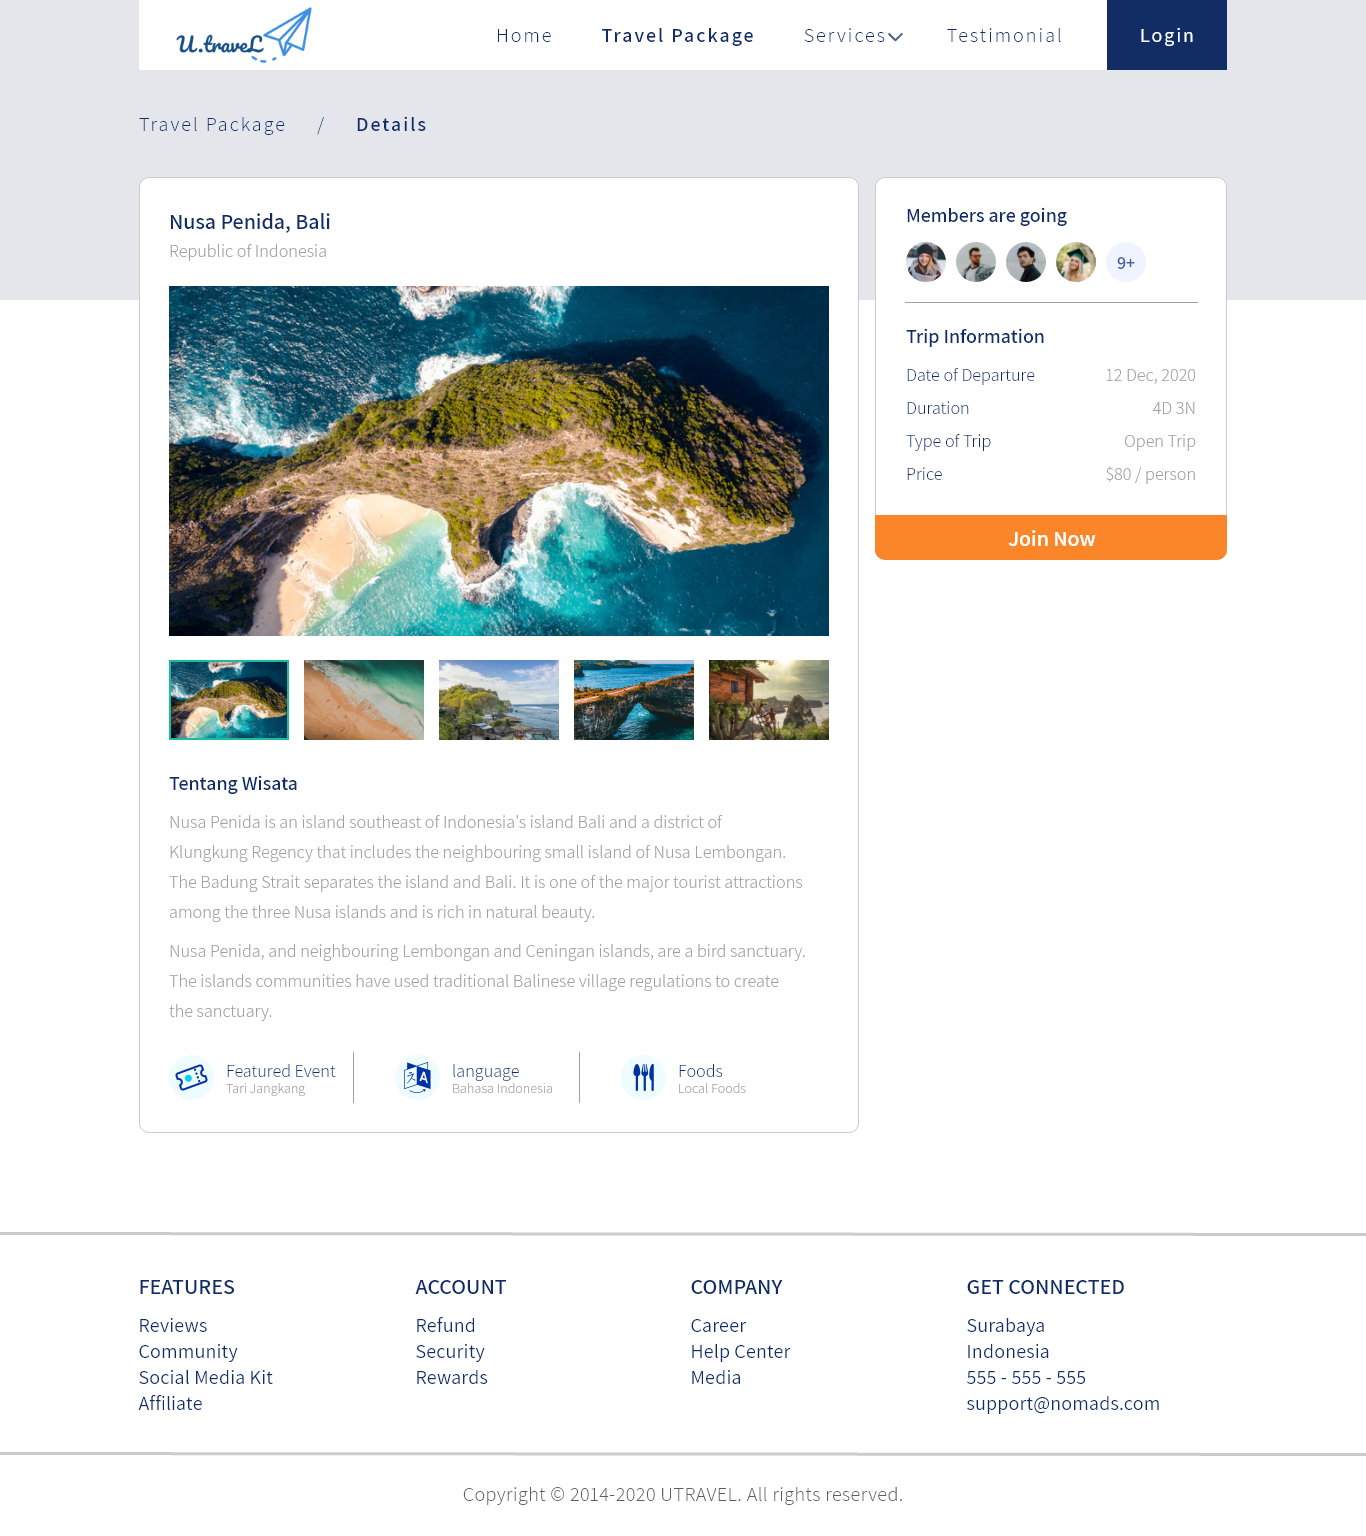 U.traveL
Home
Travel Package
Services
Testimonial
Login
Travel Package / Details
Nusa Penida, Bali
Republic of Indonesia
Tentang Wisata
Nusa Penida is an island southeast of Indonesia's island Bali and a district of
Klungkung Regency that includes the neighbouring small island of Nusa Lembongan.
The Badung Strait separates the island and Bali. It is one of the major tourist attractions
among the three Nusa islands and is rich in natural beauty.
Nusa Penida, and neighbouring Lembongan and Ceningan islands, are a bird sanctuary.
The islands communities have used traditional Balinese village regulations to create
the sanctuary.
Featured Event
Tari Jangkang
language
Bahasa Indonesia
Foods
Local Foods
Members are going
9+
Trip Information
Date of Departure 12 Dec, 2020
Duration 4D 3N
Type of Trip Open Trip
Price $80 / person
Join Now
FEATURES
Reviews
Community
Social Media Kit
Affiliate
ACCOUNT
Refund
Security
Rewards
COMPANY
Career
Help Center
Media
GET CONNECTED
Surabaya
Indonesia
555 - 555 - 555
support@nomads.com
Copyright © 2014-2020 UTRAVEL. All rights reserved.